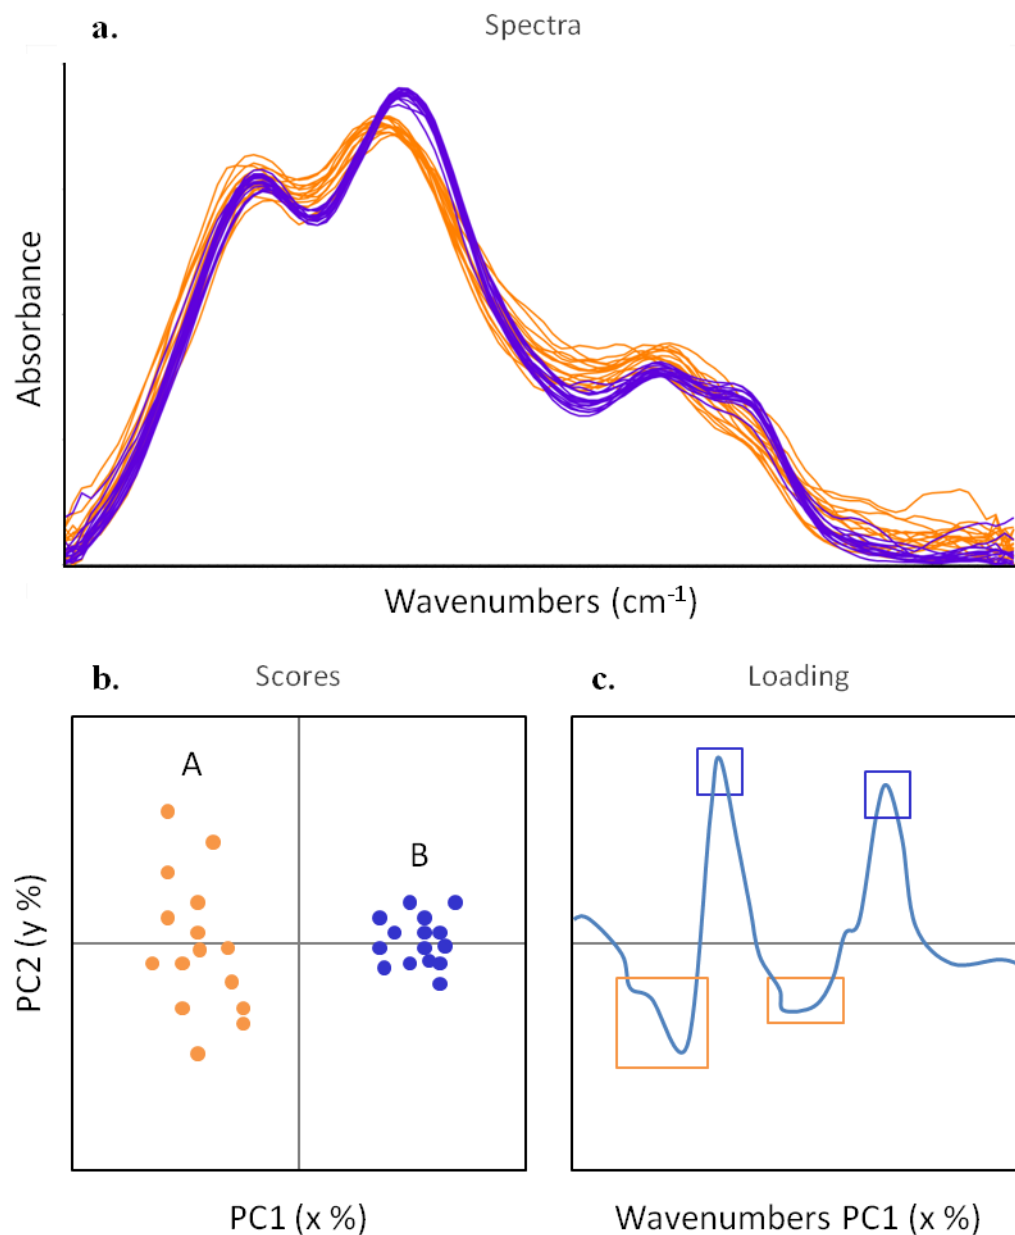 a.
Spectra
Absorbance
Wavenumbers (cm⁻¹)
b.
Scores
c.
Loading
A
B
PC2 (y %)
PC1 (x %)
Wavenumbers PC1 (x %)